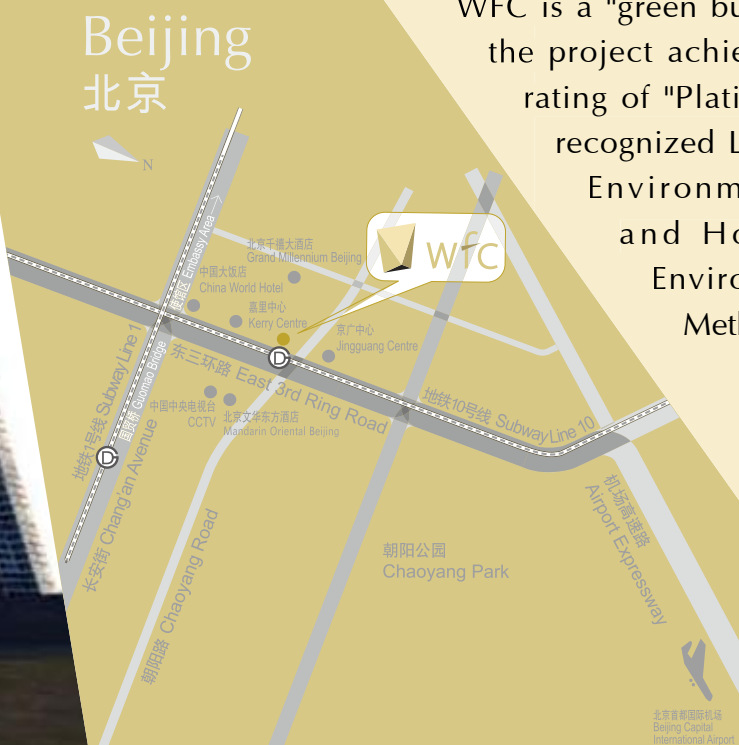 Beijing
北京
N
WFC is a "green bu
the project achie
rating of "Plati
recognized L
Environm
and Ho
Enviro
Meth
使馆区 Embassy Area
北京千禧大酒店
Grand Millennium Beijing
wfc
中国大饭店
China World Hotel
嘉里中心
Kerry Centre
京广中心
Jingguang Centre
地铁1号线 Subway Line 1
国贸桥 Guomao Bridge
东三环路 East 3rd Ring Road
中国中央电视台
CCTV
北京文华东方酒店
Mandarin Oriental Beijing
地铁10号线 Subway Line 10
长安街 Chang'an Avenue
朝阳路 Chaoyang Road
朝阳公园
Chaoyang Park
机场高速路
Airport Expressway
北京首都国际机场
Beijing Capital
International Airport